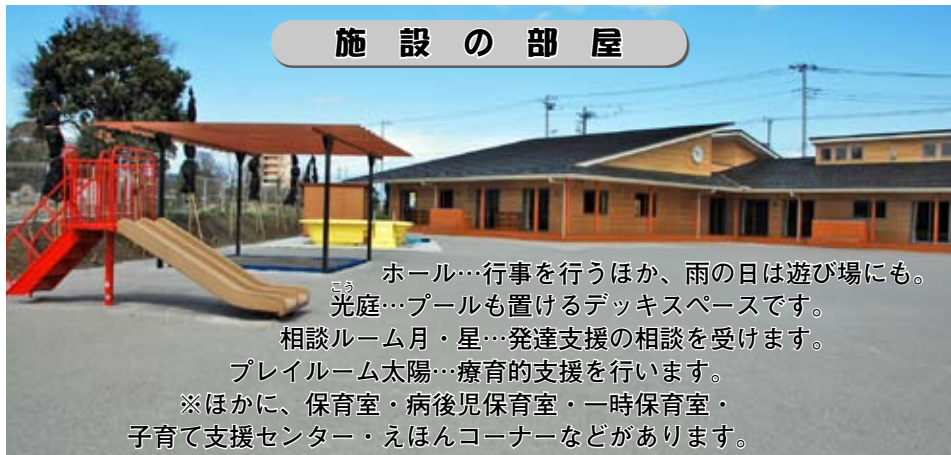 施設の部屋
ホール…行事を行うほか、雨の日は遊び場にも。
こう
光庭…プールも置けるデッキスペースです。
相談ルーム月・星…発達支援の相談を受けます。
プレイルーム太陽…療育的支援を行います。
※ほかに、保育室・病後児保育室・一時保育室・
子育て支援センター・えほんコーナーなどがあります。